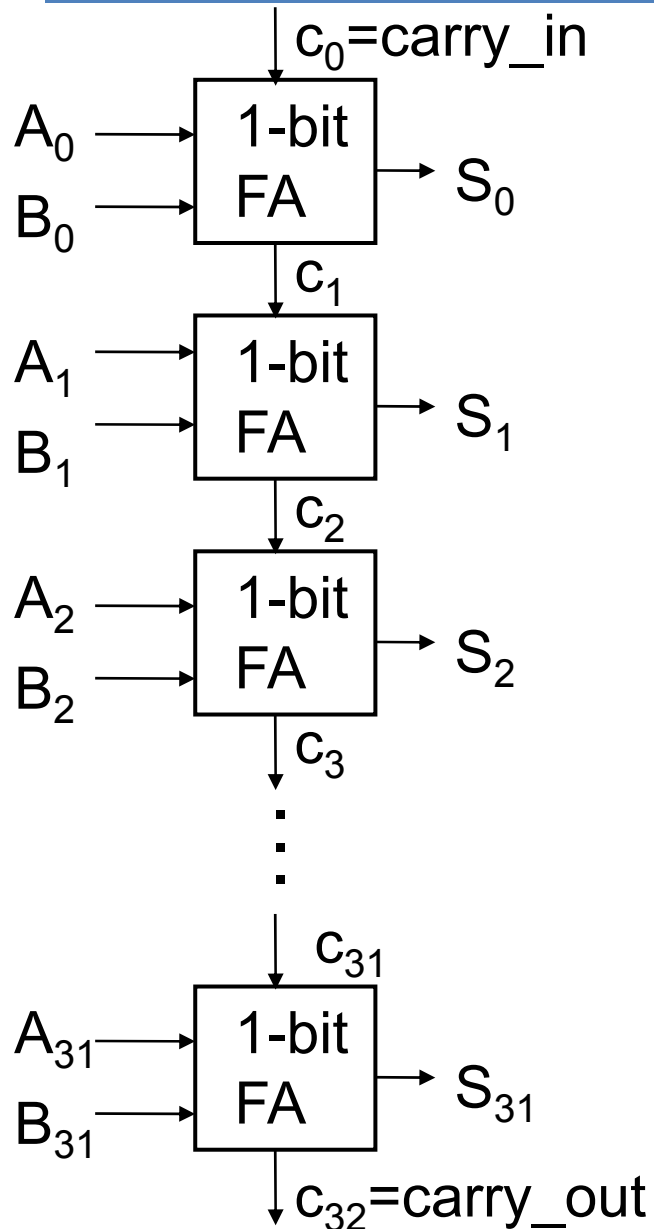 c₀=carry_in
A₀
1-bit
FA
S₀
B₀
c₁
A₁
1-bit
FA
S₁
B₁
c₂
A₂
1-bit
FA
S₂
B₂
c₃
c₃₁
A₃₁
1-bit
FA
S₃₁
B₃₁
c₃₂=carry_out